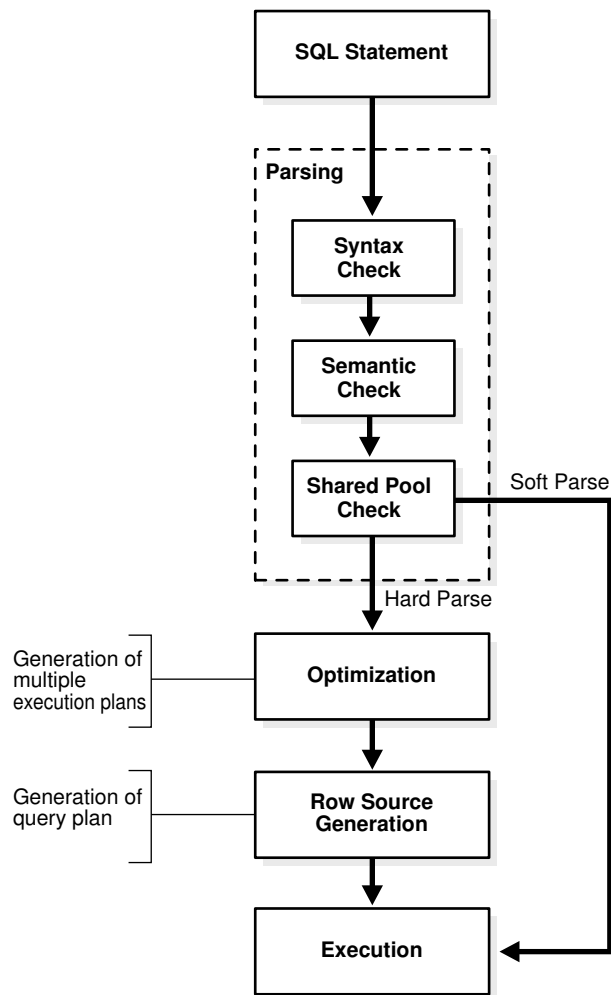 SQL Statement
Parsing
Syntax
Check
Semantic
Check
Shared Pool
Check
Soft Parse
Hard Parse
Generation of
multiple
execution plans
Optimization
Generation of
query plan
Row Source
Generation
Execution